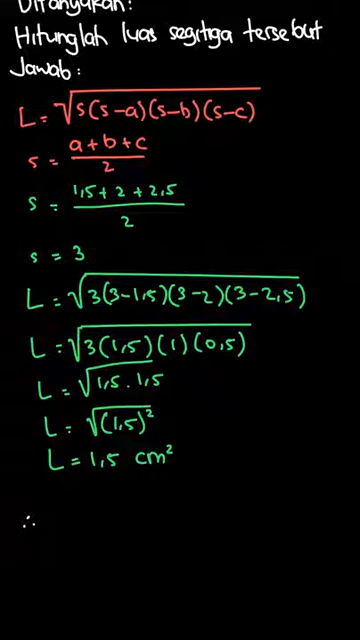 Ditanyakan:
Hitunglah luas segitiga tersebut
Jawab:
L = √s(s-a)(s-b)(s-c)
s = a+b+c/2
s = 1,5+2+2,5/2
s = 3
L = √3(3-1,5)(3-2)(3-2,5)
L = √3(1,5)(1)(0,5)
L = √1,5 . 1,5
L = √(1,5)²
L = 1,5 cm²
∴